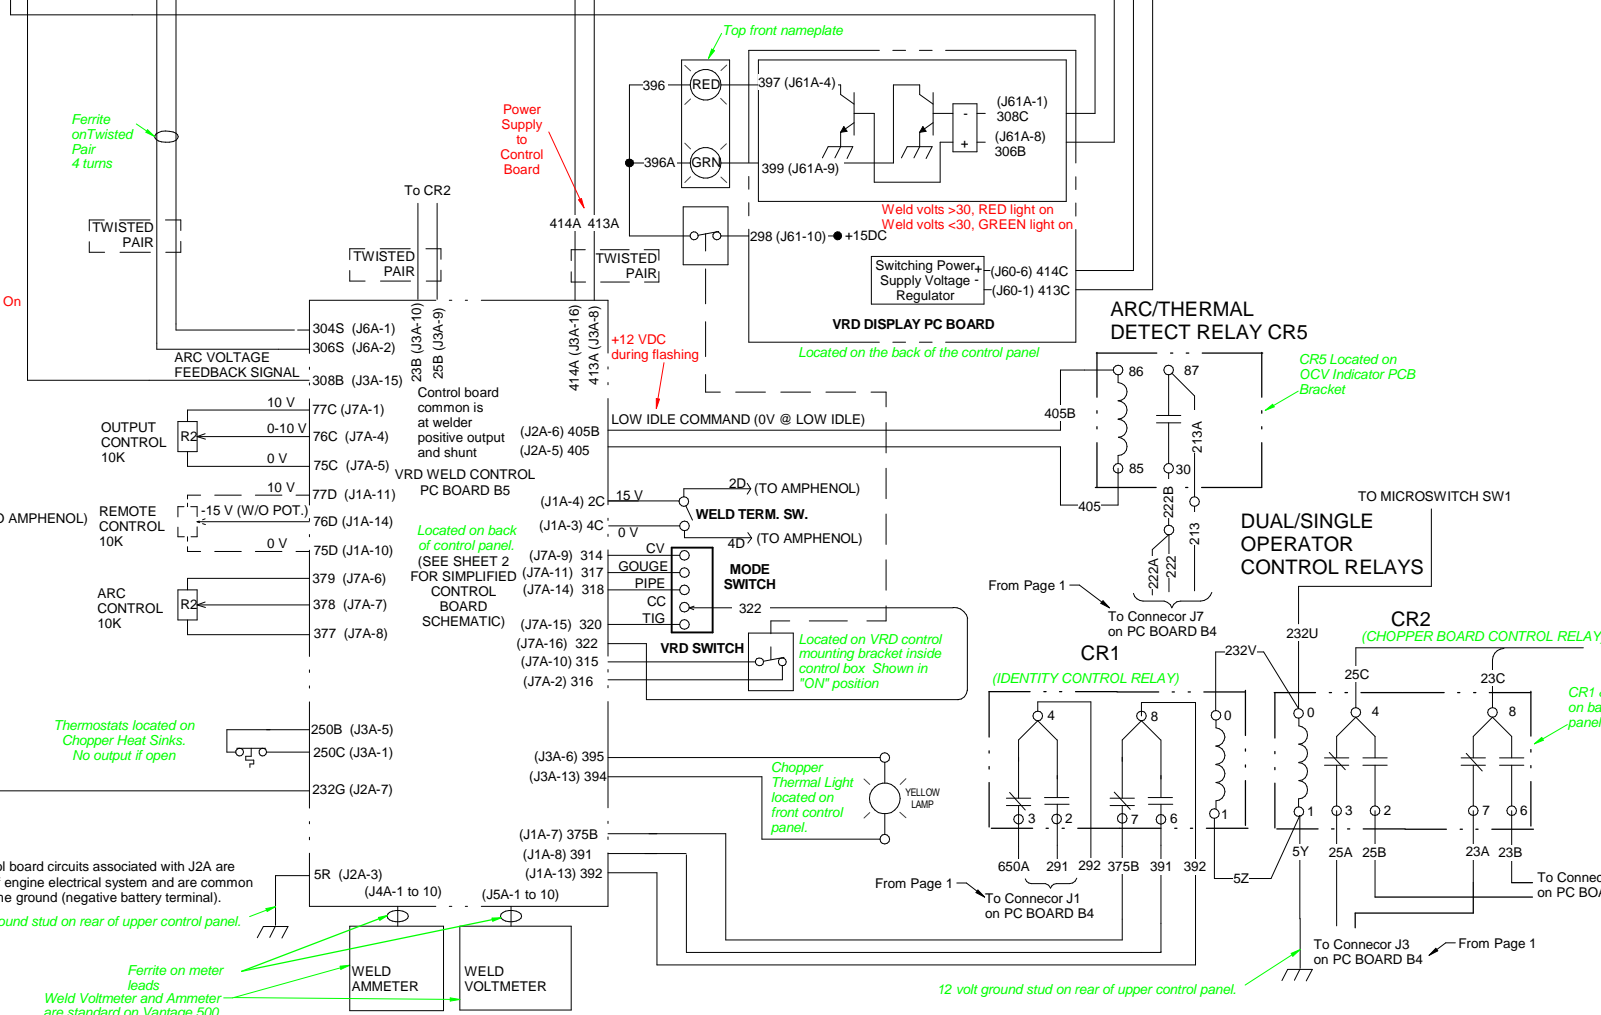 Top front nameplate
396
RED
397 (J61A-4)
(J61A-1)
308C
(J61A-8)
306B
-
+
396A
GRN
399 (J61A-9)
Weld volts >30, RED light on
Weld volts <30, GREEN light on
298 (J61-10)
+15DC
Switching Power
Supply Voltage
Regulator
+
-
(J60-6) 414C
(J60-1) 413C
VRD DISPLAY PC BOARD
Located on the back of the control panel
Ferrite
onTwisted
Pair
4 turns
Power
Supply
to
Control
Board
To CR2
414A 413A
TWISTED
PAIR
TWISTED
PAIR
TWISTED
PAIR
On
304S (J6A-1)
306S (J6A-2)
ARC VOLTAGE
FEEDBACK SIGNAL
308B (J3A-15)
23B (J3A-10)
25B (J3A-9)
414A (J3A-16)
413A (J3A-8)
+12 VDC
during flashing
Control board
common is
at welder
positive output
and shunt
VRD WELD CONTROL
PC BOARD B5
Located on back
of control panel.
(SEE SHEET 2
FOR SIMPLIFIED
CONTROL
BOARD
SCHEMATIC)
OUTPUT
CONTROL
10K
R2
10 V
0-10 V
0 V
77C (J7A-1)
76C (J7A-4)
75C (J7A-5)
O AMPHENOL)
REMOTE
CONTROL
10K
10 V
-15 V (W/O POT.)
0 V
77D (J1A-11)
76D (J1A-14)
75D (J1A-10)
ARC
CONTROL
10K
R2
379 (J7A-6)
378 (J7A-7)
377 (J7A-8)
LOW IDLE COMMAND (0V @ LOW IDLE)
(J2A-6) 405B
(J2A-5) 405
(J1A-4) 2C
15 V
2D
(TO AMPHENOL)
WELD TERM. SW.
(J1A-3) 4C
0 V
4D
(TO AMPHENOL)
(J7A-9) 314
(J7A-11) 317
(J7A-14) 318
(J7A-15) 320
(J7A-16) 322
(J7A-10) 315
(J7A-2) 316
CV
GOUGE
PIPE
CC
TIG
MODE
SWITCH
322
VRD SWITCH
Located on VRD control
mounting bracket inside
control box Shown in
"ON" position
ARC/THERMAL
DETECT RELAY CR5
CR5 Located on
OCV Indicator PCB
Bracket
86
87
405B
213A
85
30
405
222B
213
222A
222
From Page 1
To Connecor J7
on PC BOARD B4
TO MICROSWITCH SW1
DUAL/SINGLE
OPERATOR
CONTROL RELAYS
232U
CR2
(CHOPPER BOARD CONTROL RELAY
CR1
(IDENTITY CONTROL RELAY)
232V
25C
23C
CR1 &
on ba
panel
4
8
0
0
4
8
3
2
7
6
1
1
3
2
7
6
650A
291
292
375B
391
392
5Z
5Y
25A
25B
23A
23B
From Page 1
To Connecor J1
on PC BOARD B4
To Connec
on PC BOA
To Connecor J3
on PC BOARD B4
From Page 1
12 volt ground stud on rear of upper control panel.
Thermostats located on
Chopper Heat Sinks.
No output if open
250B (J3A-5)
250C (J3A-1)
232G (J2A-7)
(J3A-6) 395
(J3A-13) 394
Chopper
Thermal Light
located on
front control
panel.
YELLOW
LAMP
(J1A-7) 375B
(J1A-8) 391
(J1A-13) 392
ol board circuits associated with J2A are
f engine electrical system and are common
ne ground (negative battery terminal).
ound stud on rear of upper control panel.
5R (J2A-3)
(J4A-1 to 10)
(J5A-1 to 10)
WELD
AMMETER
WELD
VOLTMETER
Ferrite on meter
leads
Weld Voltmeter and Ammeter
are standard on Vantage 500